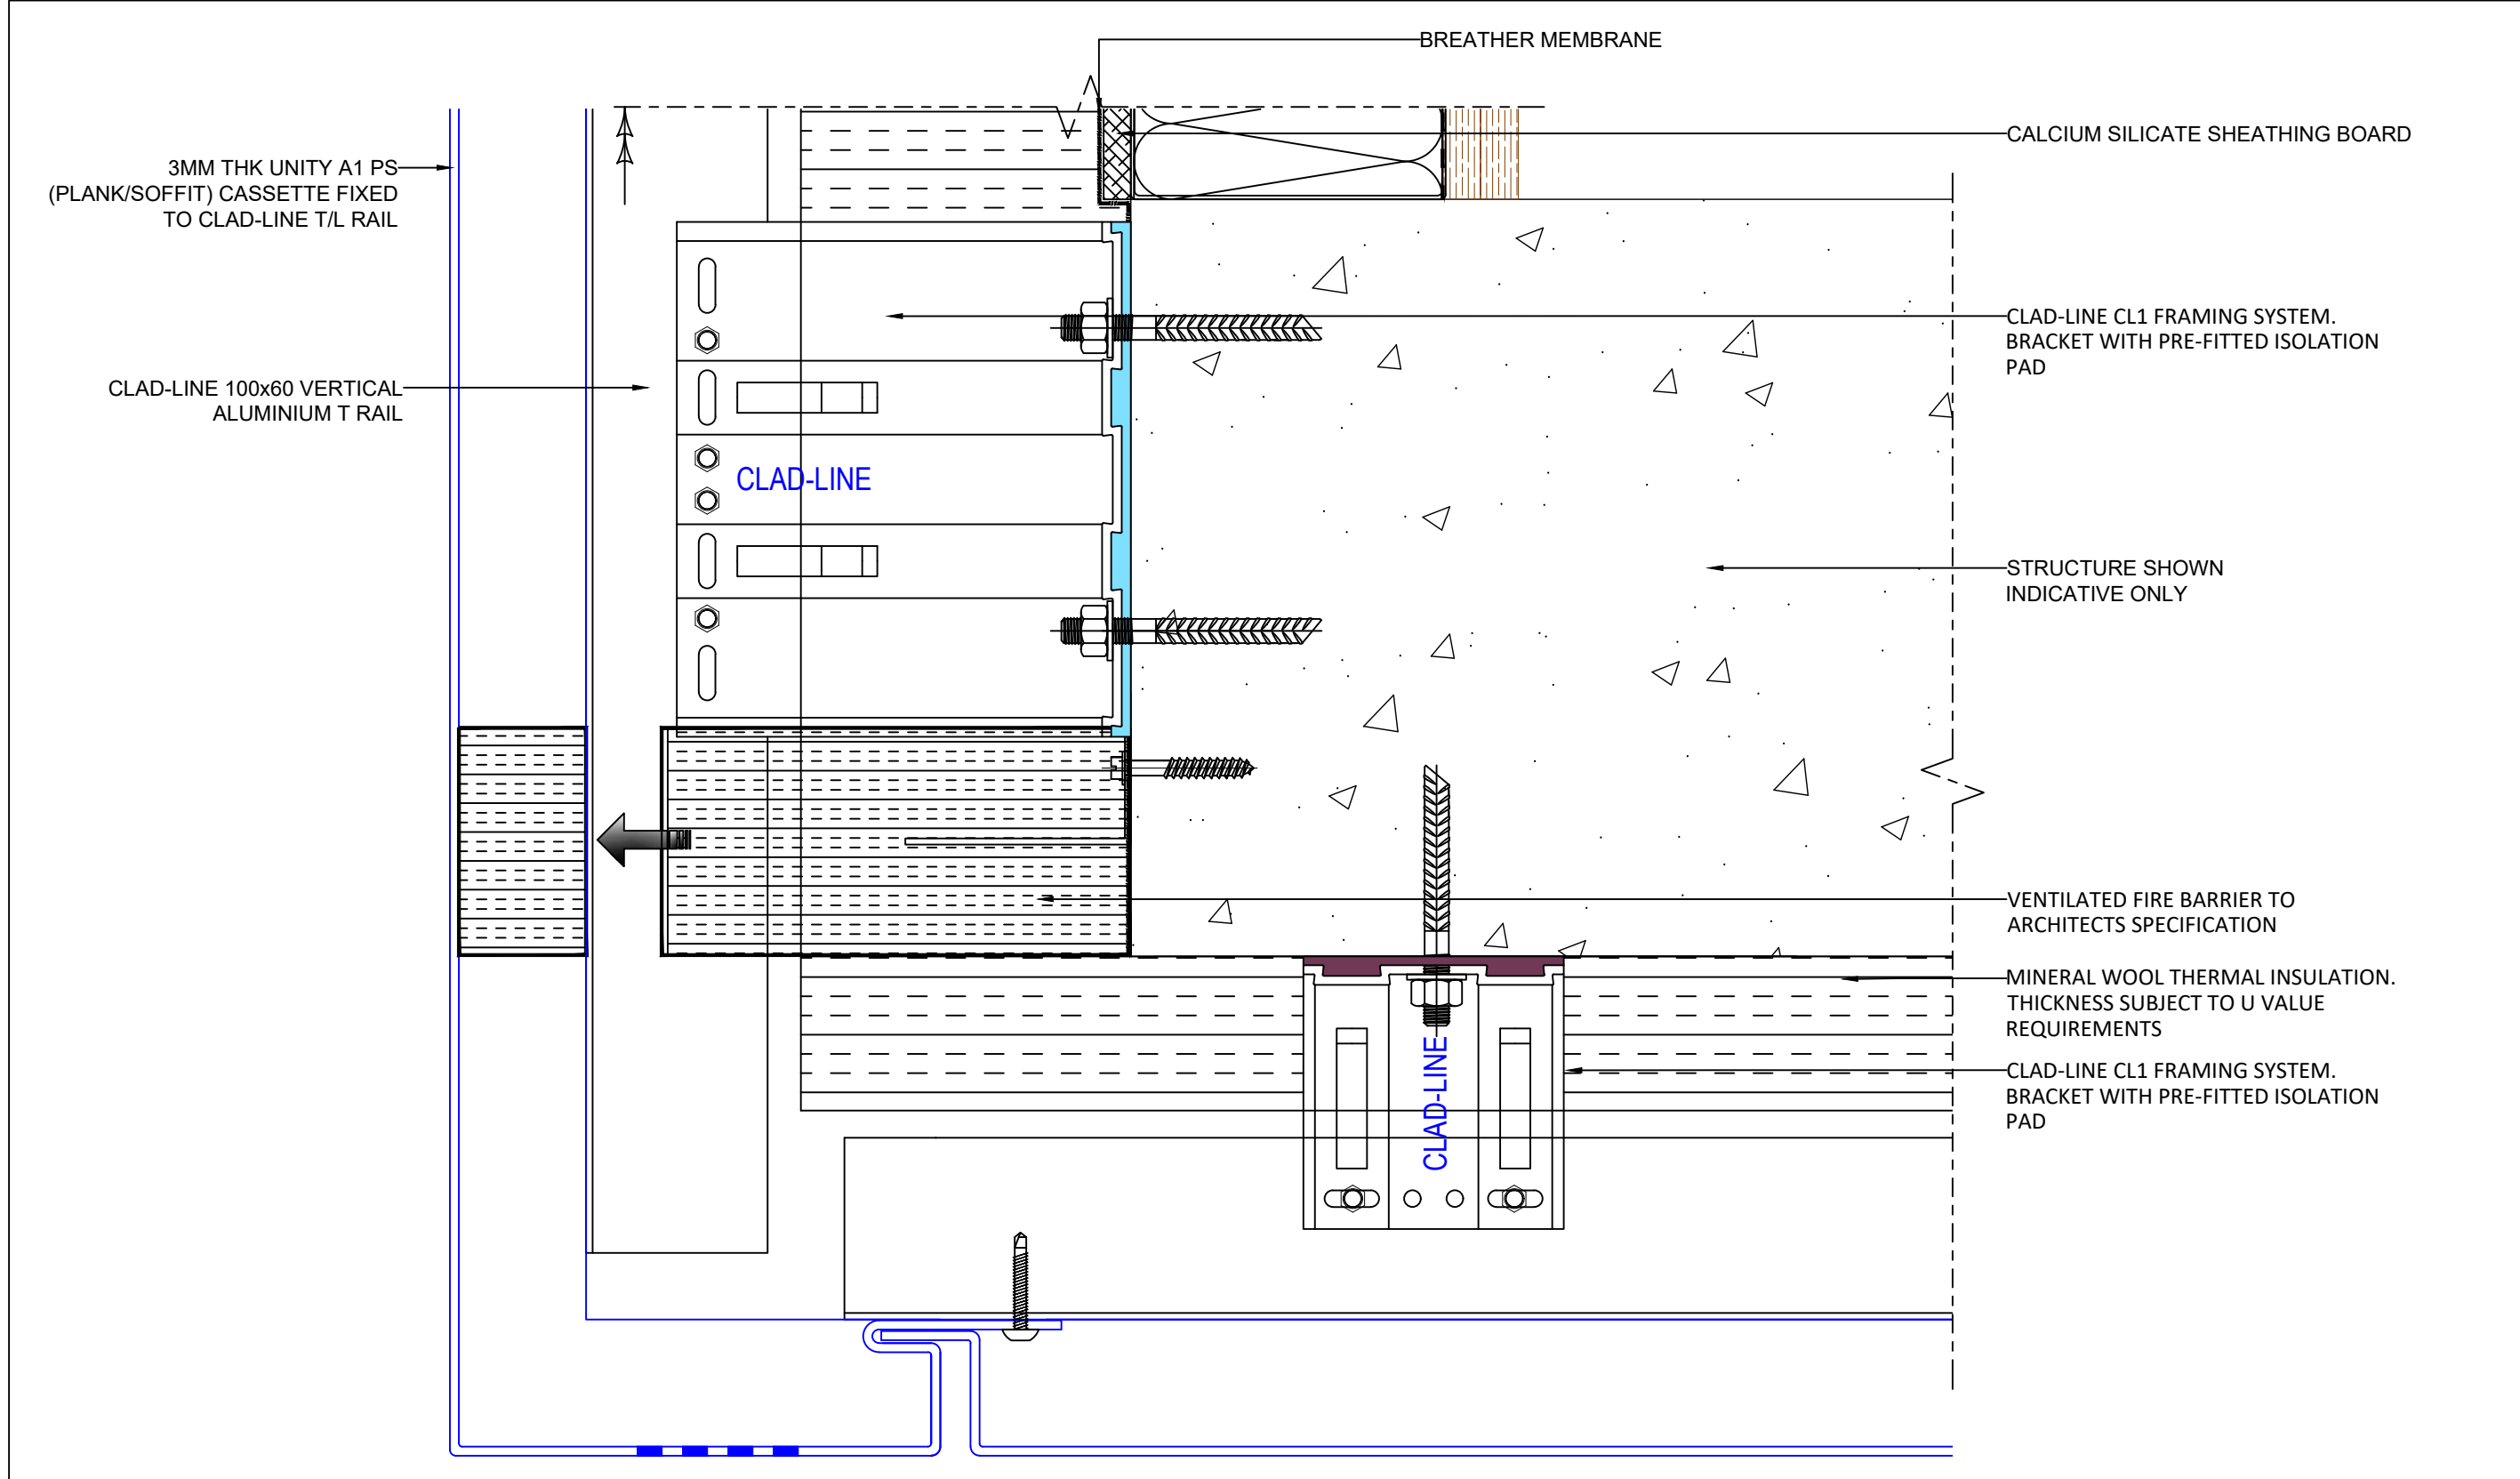 BREATHER MEMBRANE
3MM THK UNITY A1 PS
(PLANK/SOFFIT) CASSETTE FIXED
TO CLAD-LINE T/L RAIL
CALCIUM SILICATE SHEATHING BOARD
CLAD-LINE CL1 FRAMING SYSTEM.
BRACKET WITH PRE-FITTED ISOLATION
PAD
CLAD-LINE 100x60 VERTICAL
ALUMINIUM T RAIL
CLAD-LINE
STRUCTURE SHOWN
INDICATIVE ONLY
VENTILATED FIRE BARRIER TO
ARCHITECTS SPECIFICATION
MINERAL WOOL THERMAL INSULATION.
THICKNESS SUBJECT TO U VALUE
REQUIREMENTS
CLAD-LINE
CLAD-LINE CL1 FRAMING SYSTEM.
BRACKET WITH PRE-FITTED ISOLATION
PAD